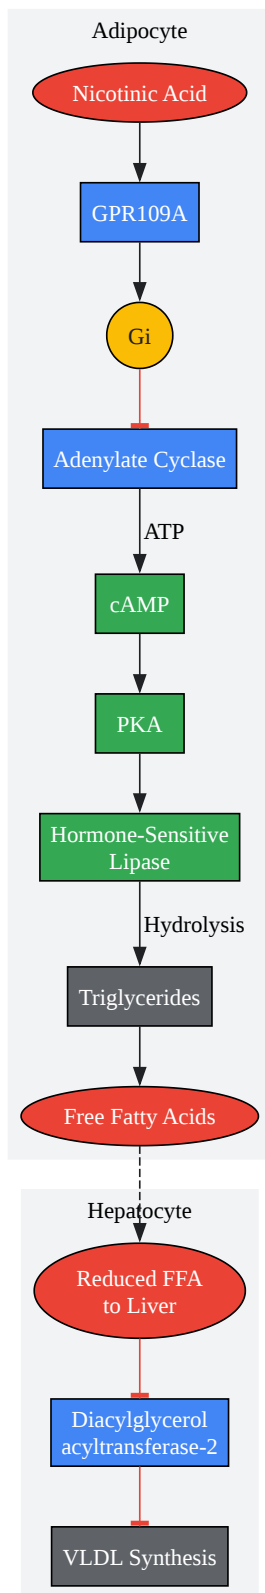 Adipocyte
Nicotinic Acid
GPR109A
Gi
Adenylate Cyclase
ATP
cAMP
PKA
Hormone-Sensitive
Lipase
Hydrolysis
Triglycerides
Free Fatty Acids
Hepatocyte
Reduced FFA
to Liver
Diacylglycerol
acyltransferase-2
VLDL Synthesis